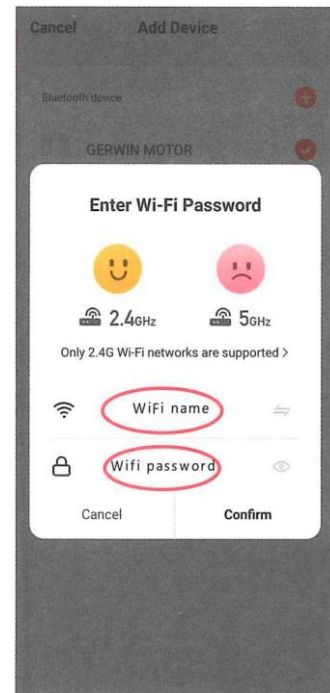 Cancel Add Device
Bluetooth device
GERWIN MOTOR
Enter Wi-Fi Password
2.4GHz 5GHz
Only 2.4G Wi-Fi networks are supported >
WiFi name
Wifi password
Cancel Confirm